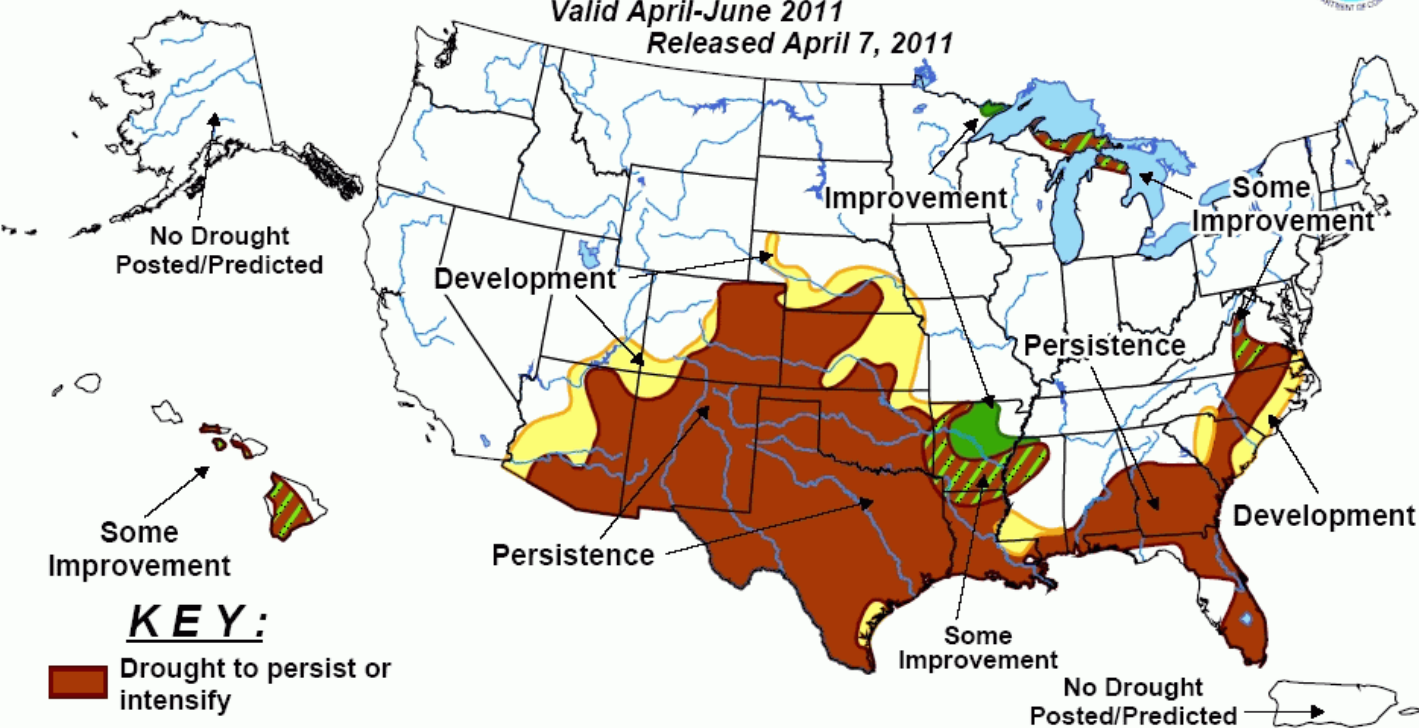 Valid April-June 2011
Released April 7, 2011
Improvement
Some
Improvement
No Drought
Posted/Predicted
Development
Persistence
Development
Persistence
Some
Improvement
Some
Improvement
KEY:
Drought to persist or
intensify
No Drought
Posted/Predicted